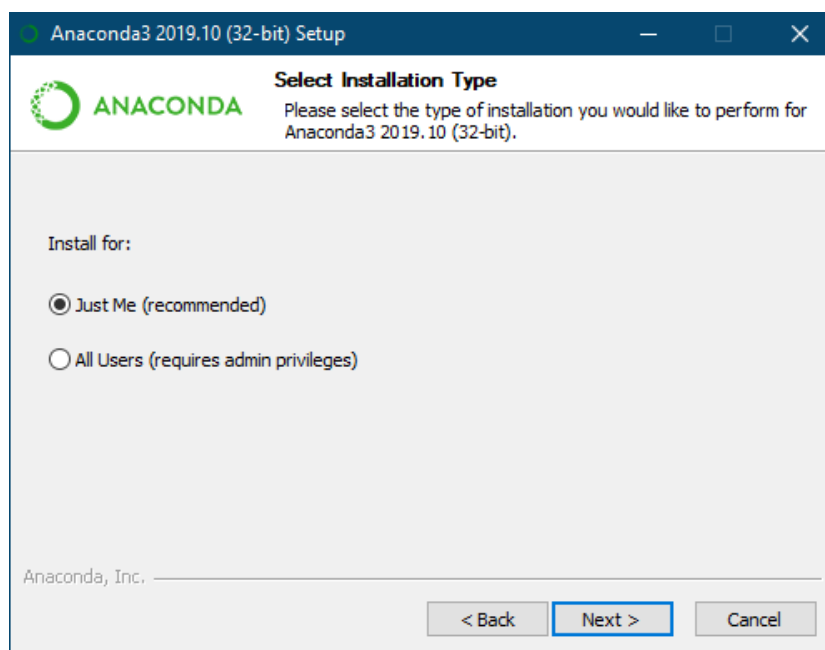 Anaconda3 2019.10 (32-bit) Setup
ANACONDA
Select Installation Type
Please select the type of installation you would like to perform for
Anaconda3 2019.10 (32-bit).
Install for:
Just Me (recommended)
All Users (requires admin privileges)
Anaconda, Inc.
< Back Next > Cancel